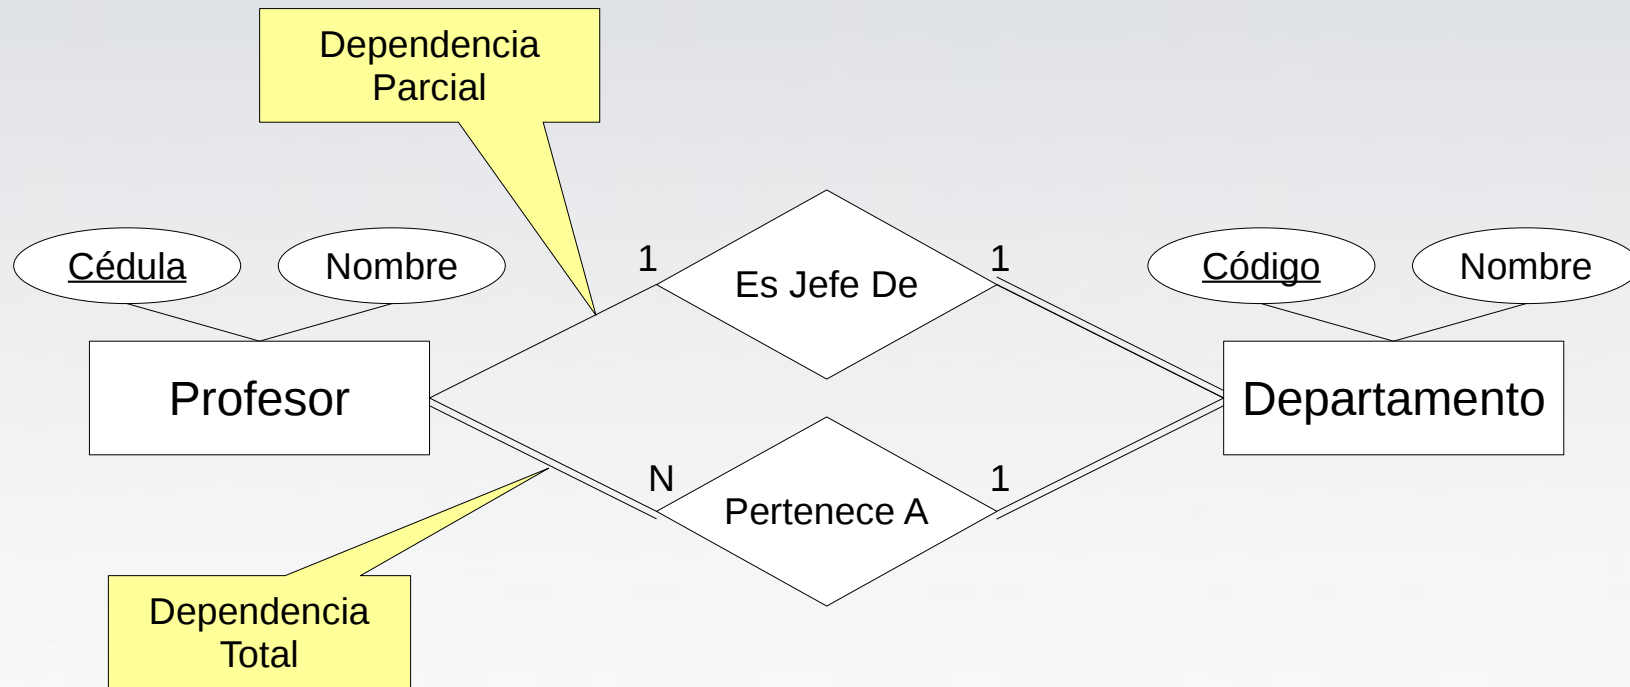 Dependencia
Parcial
1
1
Cédula
Nombre
Es Jefe De
Código
Nombre
Profesor
Departamento
N
1
Pertenece A
Dependencia
Total